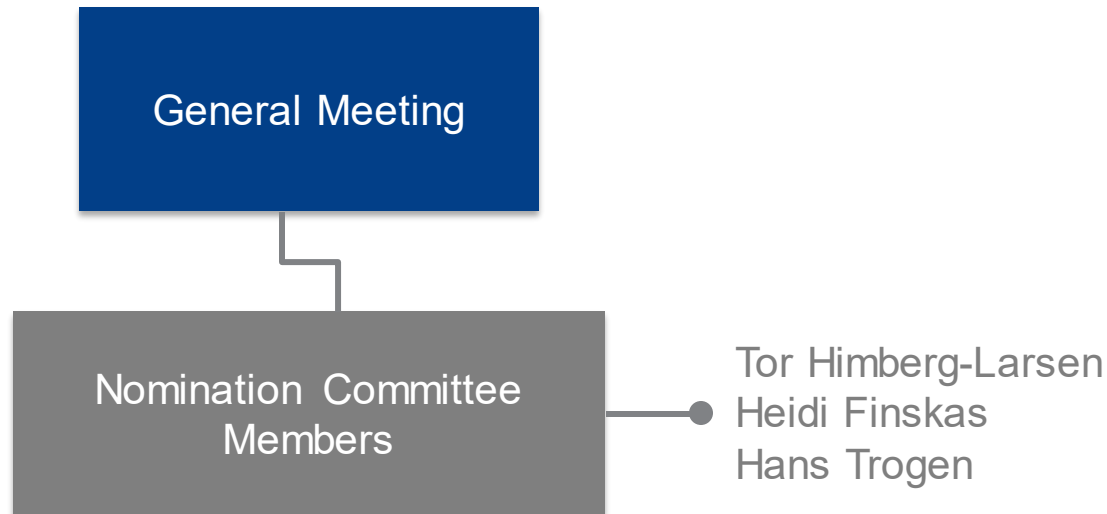 General Meeting
Nomination Committee
Members
Tor Himberg-Larsen
Heidi Finskas
Hans Trogen